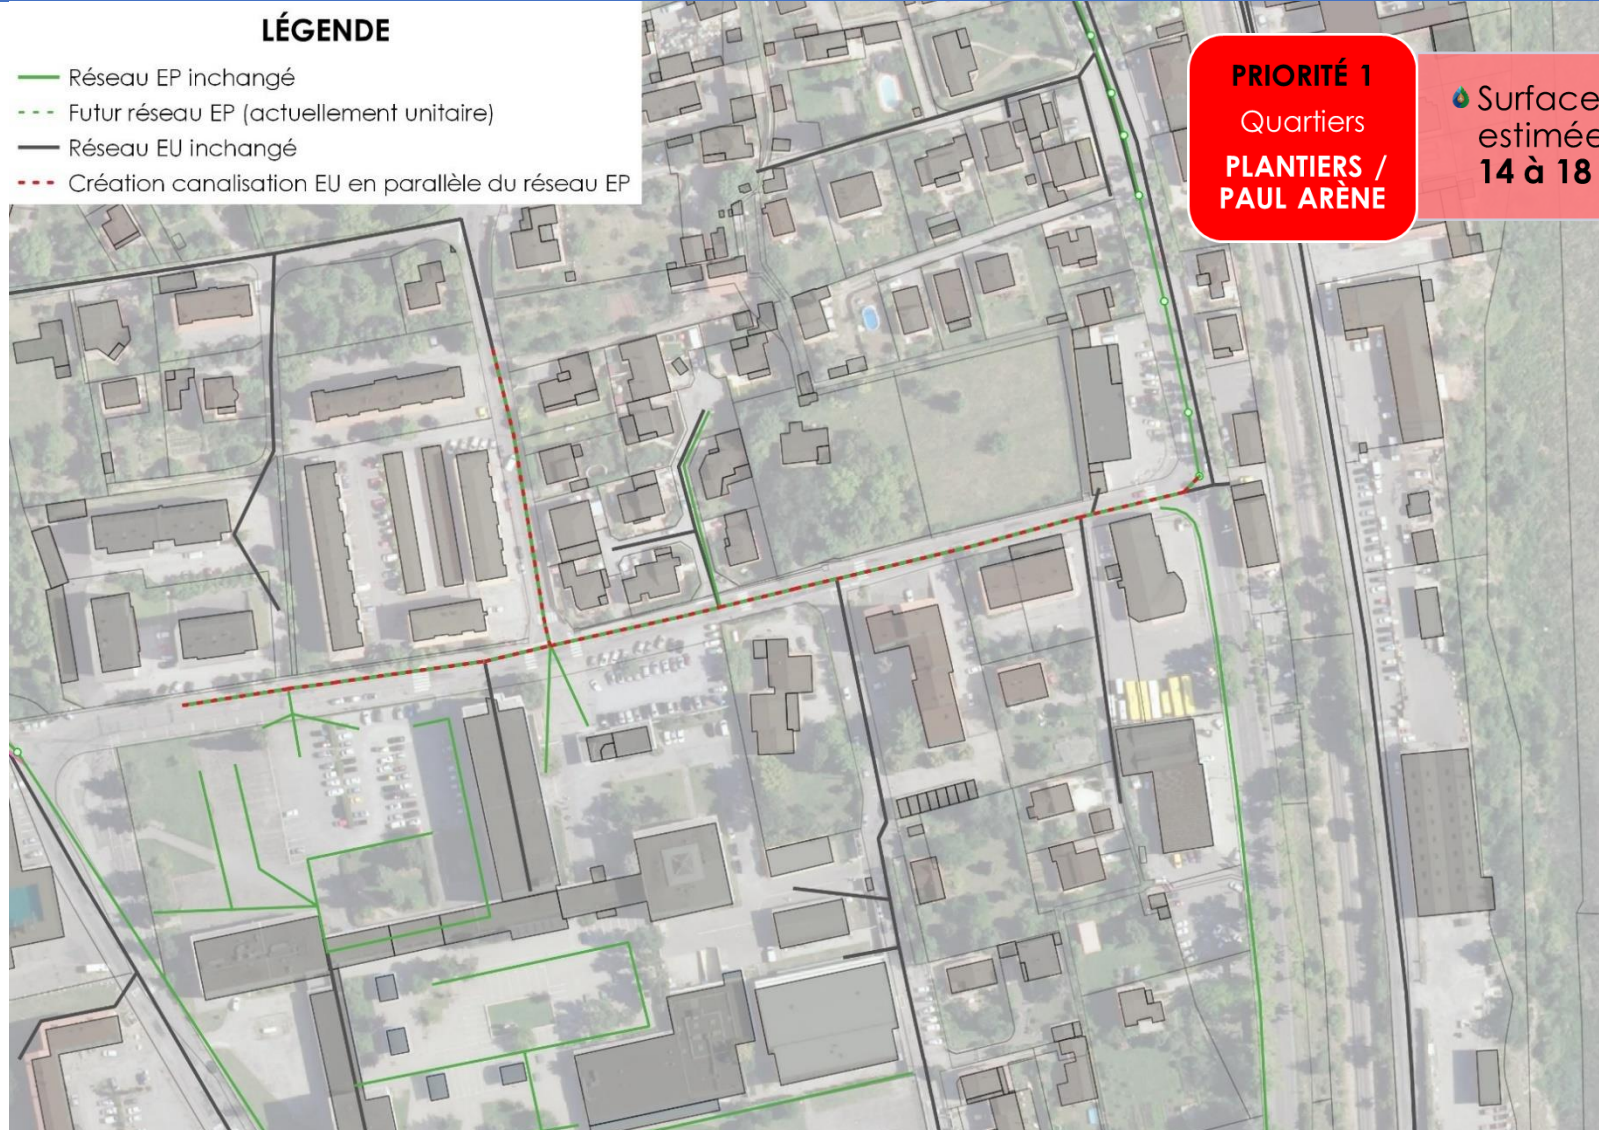 LÉGENDE
Réseau EP inchangé
Futur réseau EP (actuellement unitaire)
Réseau EU inchangé
Création canalisation EU en parallèle du réseau EP
PRIORITÉ 1
Quartiers
PLANTIERS /
PAUL ARÈNE
Surface
estimée
14 à 18